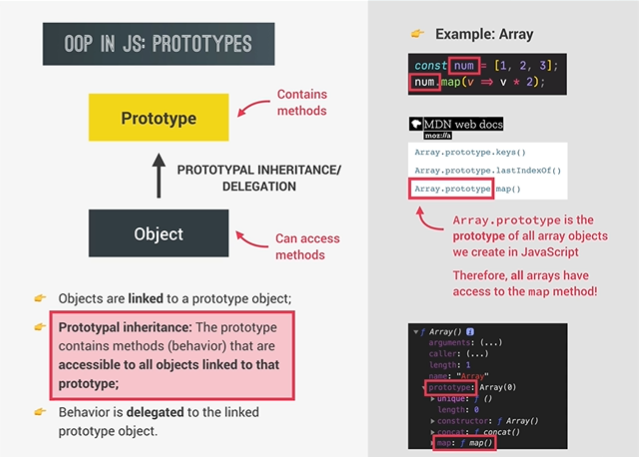 OOP IN JS: PROTOTYPES
Prototype
Contains
methods
PROTOTYPAL INHERITANCE/
DELEGATION
Object
Can access
methods
👉 Objects are linked to a prototype object;
👉 Prototypal inheritance: The prototype
contains methods (behavior) that are
accessible to all objects linked to that
prototype;
👉 Behavior is delegated to the linked
prototype object.
👉 Example: Array
const num = [1, 2, 3];
num.map(v => v * 2);
MDN web docs
moz://a
Array.prototype.keys()
Array.prototype.lastIndexOf()
Array.prototype.map()
Array.prototype is the
prototype of all array objects
we create in JavaScript
Therefore, all arrays have
access to the map method!
▼ ƒ Array() i
arguments: (...)
caller: (...)
length: 1
name: "Array"
▼ prototype: Array(0)
▶ unique: ƒ ()
length: 0
▶ constructor: ƒ Array()
▶ concat: ƒ concat()
▶ map: ƒ map()